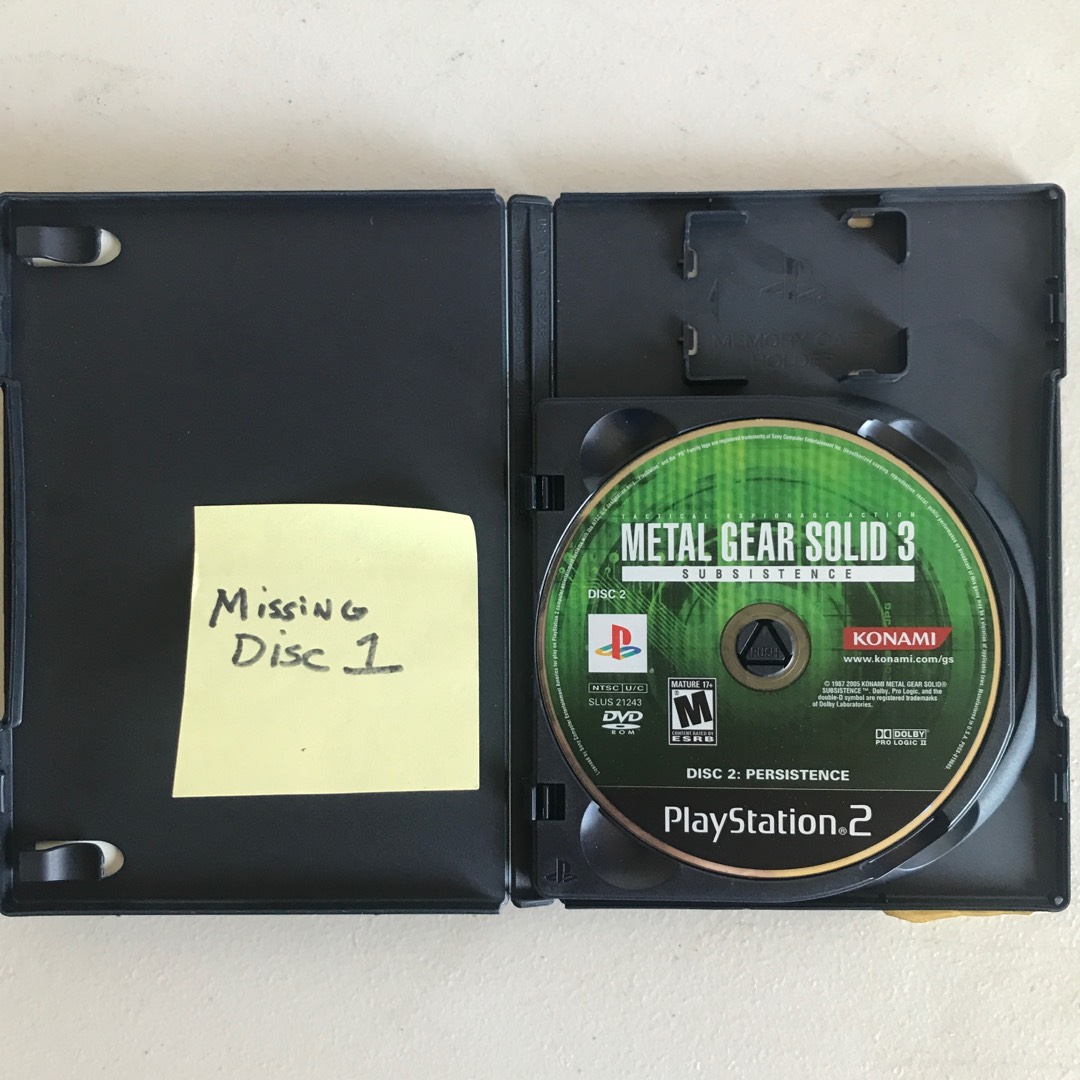 Missing
Disc 1
MEMORY CARD
TACTICAL ESPIONAGE ACTION
METAL GEAR SOLID 3
SUBSISTENCE
DISC 2
KONAMI
www.konami.com/gs
PUSH
NTSC U/C
SLUS 21243
DVD
ROM
MATURE 17+
M
CONTENT RATED BY
ESRB
© 1987 2005 KONAMI METAL GEAR SOLID®
SUBSISTENCE™. Dolby, Pro Logic, and the
double-D symbol are registered trademarks
of Dolby Laboratories.
DOLBY
PRO LOGIC II
DISC 2: PERSISTENCE
PlayStation®2